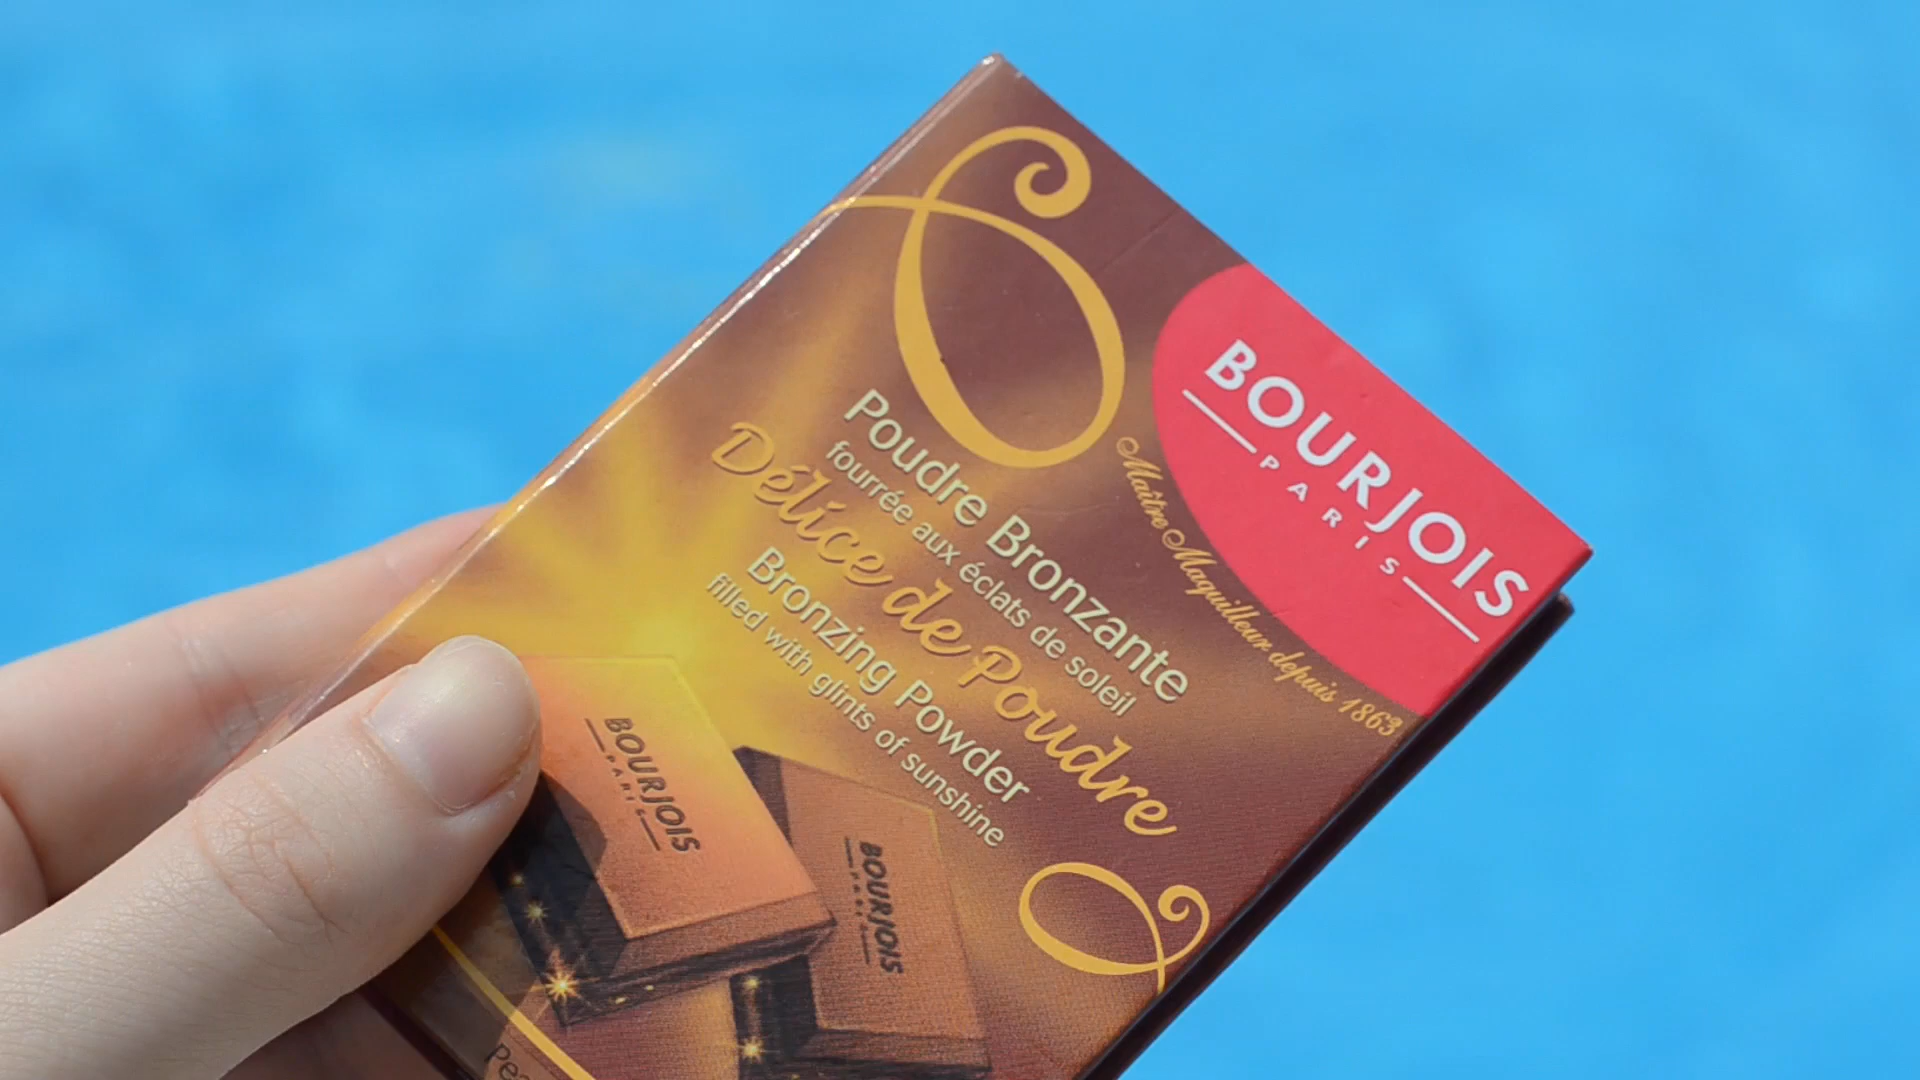 BOURJOIS
PARIS
Maître Maquilleur depuis 1863
Poudre Bronzante
fourrée aux éclats de soleil
Délice de Poudre
Bronzing Powder
filled with glints of sunshine
BOURJOIS
PARIS
BOURJOIS
PARIS